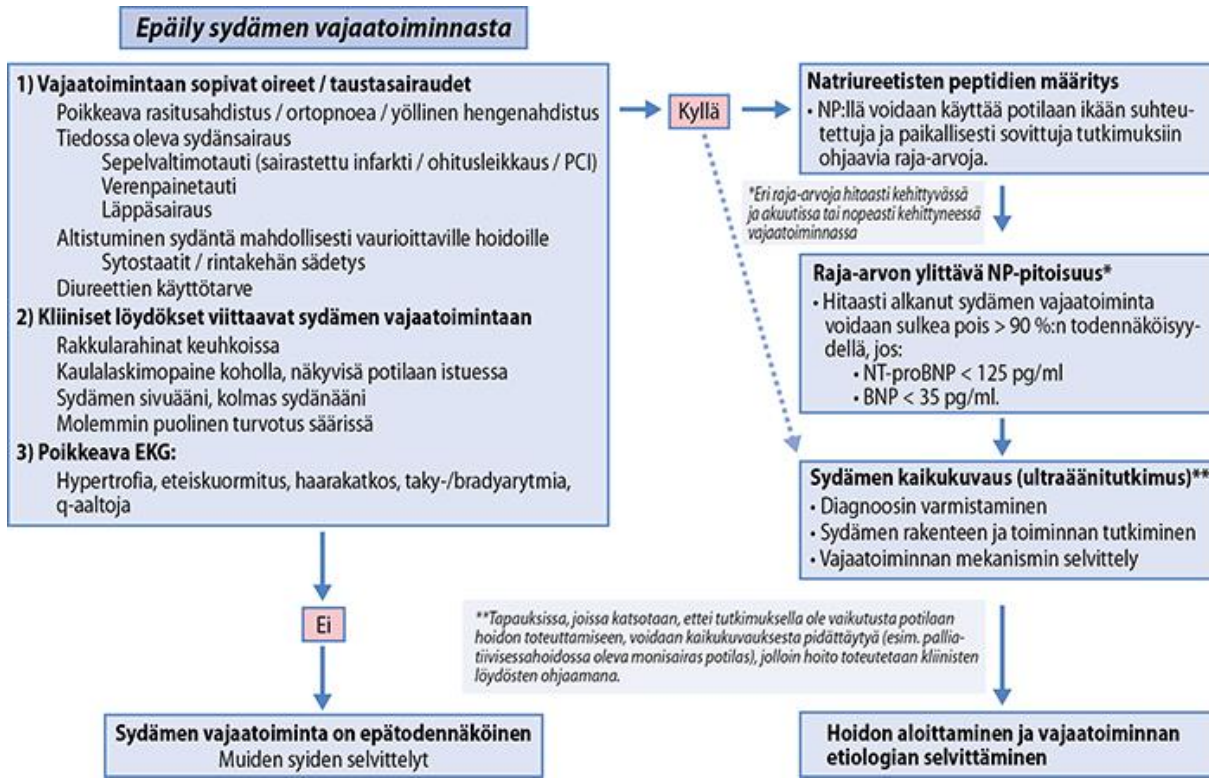 Epäily sydämen vajaatoiminnasta
1) Vajaatoimintaan sopivat oireet / taustasairaudet
Poikkeava rasitusahdistus / ortopnoea / yöllinen hengenahdistus
Tiedossa oleva sydänsairaus
Sepelvaltimotauti (sairastettu infarkti / ohitusleikkaus / PCI)
Verenpainetauti
Läppäsairaus
Altistuminen sydäntä mahdollisesti vaurioittaville hoidoille
Sytostaatit / rintakehän sädetys
Diureettien käyttötarve
2) Kliiniset löydökset viittaavat sydämen vajaatoimintaan
Rakkularahinat keuhkoissa
Kaulalaskimopaine koholla, näkyvisä potilaan istuessa
Sydämen sivuääni, kolmas sydänääni
Molemmin puolinen turvotus säärissä
3) Poikkeava EKG:
Hypertrofia, eteiskuormitus, haarakatkos, taky-/bradyarytmia,
q-aaltoja
Kyllä
Natriureetisten peptidien määritys
• NP:llä voidaan käyttää potilaan ikään suhteu-
tettuja ja paikallisesti sovittuja tutkimuksiin
ohjaavia raja-arvoja.
*Eri raja-arvoja hitaasti kehittyvässä
ja akuutissa tai nopeasti kehittyneessä
vajaatoiminnassa
Raja-arvon ylittävä NP-pitoisuus*
• Hitaasti alkanut sydämen vajaatoiminta
voidaan sulkea pois > 90 %:n todennäköisyy-
dellä, jos:
• NT-proBNP < 125 pg/ml
• BNP < 35 pg/ml.
Sydämen kaikukuvaus (ultraäänitutkimus)**
• Diagnoosin varmistaminen
• Sydämen rakenteen ja toiminnan tutkiminen
• Vajaatoiminnan mekanismin selvittely
Ei
**Tapauksissa, joissa katsotaan, ettei tutkimuksella ole vaikutusta potilaan
hoidon toteuttamiseen, voidaan kaikukuvauksesta pidättäytyä (esim. pallia-
tiivisessahoidossa oleva monisairas potilas), jolloin hoito toteutetaan kliinisten
löydösten ohjaamana.
Sydämen vajaatoiminta on epätodennäköinen
Muiden syiden selvittelyt
Hoidon aloittaminen ja vajaatoiminnan
etiologian selvittäminen